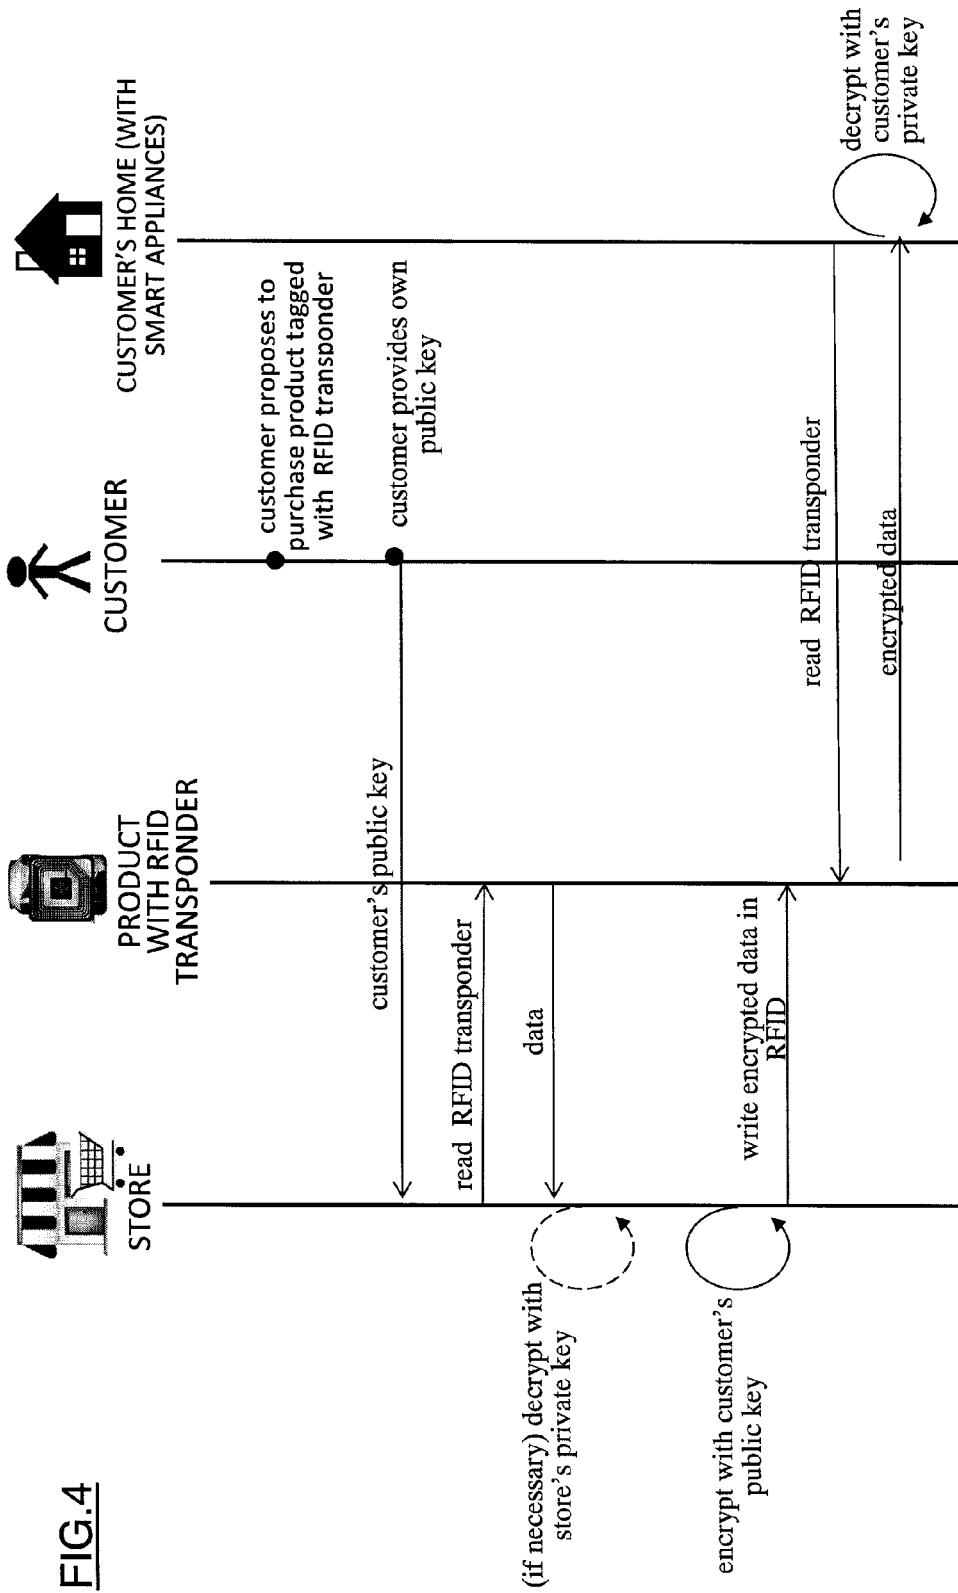 FIG.4
STORE
PRODUCT
WITH RFID
TRANSPONDER
CUSTOMER
CUSTOMER'S HOME (WITH
SMART APPLIANCES)
customer proposes to
purchase product tagged
with RFID transponder
customer provides own
public key
customer's public key
read RFID transponder
data
(if necessary) decrypt with
store's private key
encrypt with customer's
public key
write encrypted data in
RFID
read RFID transponder
encrypted data
decrypt with
customer's
private key